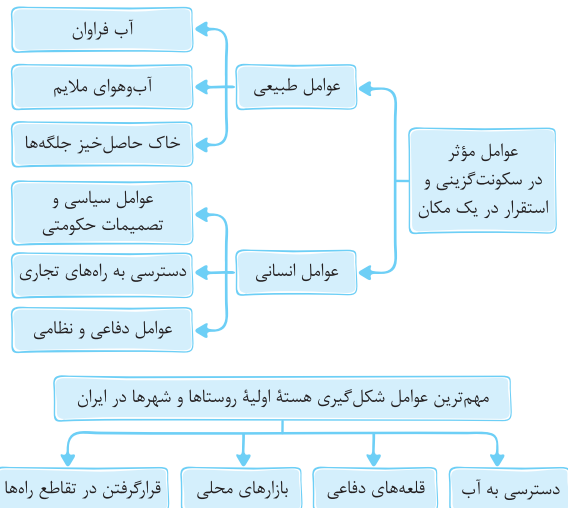 عوامل مؤثر
در سکونت‌گزینی و
استقرار در یک مکان
عوامل طبیعی
آب فراوان
آب‌وهوای ملایم
خاک حاصل‌خیز جلگه‌ها
عوامل انسانی
عوامل سیاسی و
تصمیمات حکومتی
دسترسی به راه‌های تجاری
عوامل دفاعی و نظامی
مهم‌ترین عوامل شکل‌گیری هستهٔ اولیهٔ روستاها و شهرها در ایران
دسترسی به آب
قلعه‌های دفاعی
بازارهای محلی
قرارگرفتن در تقاطع راه‌ها